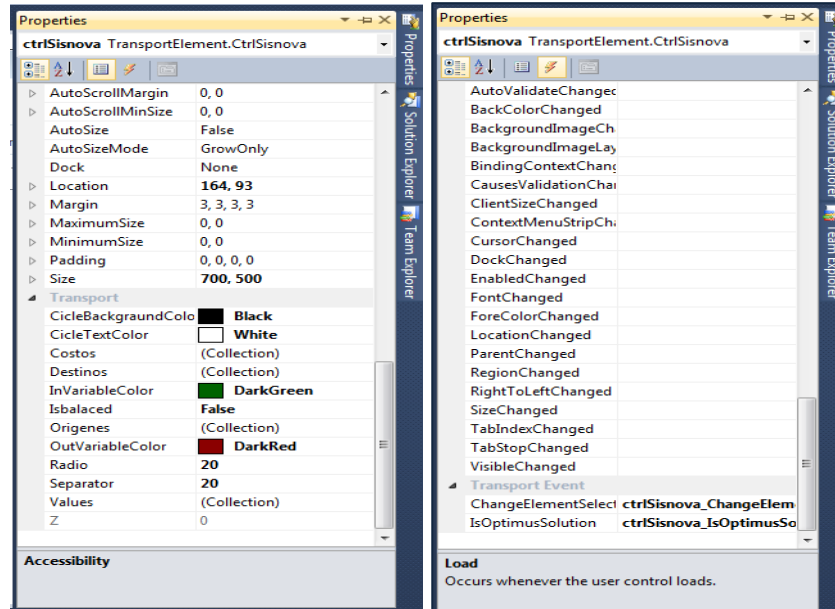 Properties
ctrlSisnova TransportElement.CtrlSisnova
AutoScrollMargin 0, 0
AutoScrollMinSize 0, 0
AutoSize False
AutoSizeMode GrowOnly
Dock None
Location 164, 93
Margin 3, 3, 3, 3
MaximumSize 0, 0
MinimumSize 0, 0
Padding 0, 0, 0, 0
Size 700, 500
Transport
CicleBackgraundColo Black
CicleTextColor White
Costos (Collection)
Destinos (Collection)
InVariableColor DarkGreen
Isbalaced False
Origenes (Collection)
OutVariableColor DarkRed
Radio 20
Separator 20
Values (Collection)
Z 0
Accessibility
Properties
Solution Explorer
Team Explorer
Properties
ctrlSisnova TransportElement.CtrlSisnova
AutoValidateChanged
BackColorChanged
BackgroundImageCh
BackgroundImageLay
BindingContextChang
CausesValidationChar
ClientSizeChanged
ContextMenuStripCh
CursorChanged
DockChanged
EnabledChanged
FontChanged
ForeColorChanged
LocationChanged
ParentChanged
RegionChanged
RightToLeftChanged
SizeChanged
TabIndexChanged
TabStopChanged
VisibleChanged
Transport Event
ChangeElementSelect ctrlSisnova_ChangeElem
IsOptimusSolution ctrlSisnova_IsOptimusSo
Load
Occurs whenever the user control loads.
Properties
Solution Explorer
Team Explorer